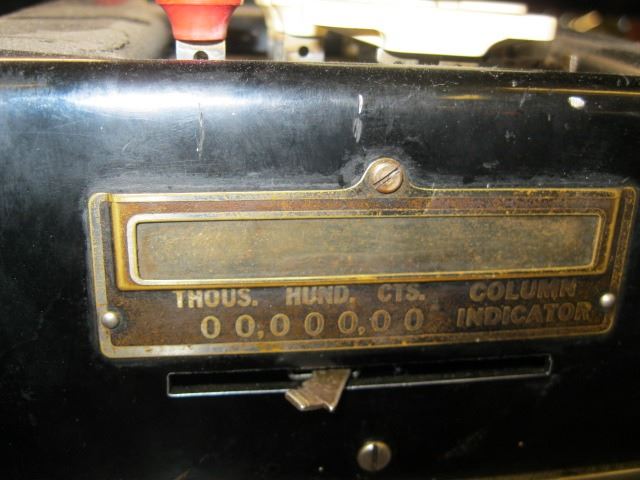 THOUS. HUND. CTS.
00,000,00
COLUMN
INDICATOR